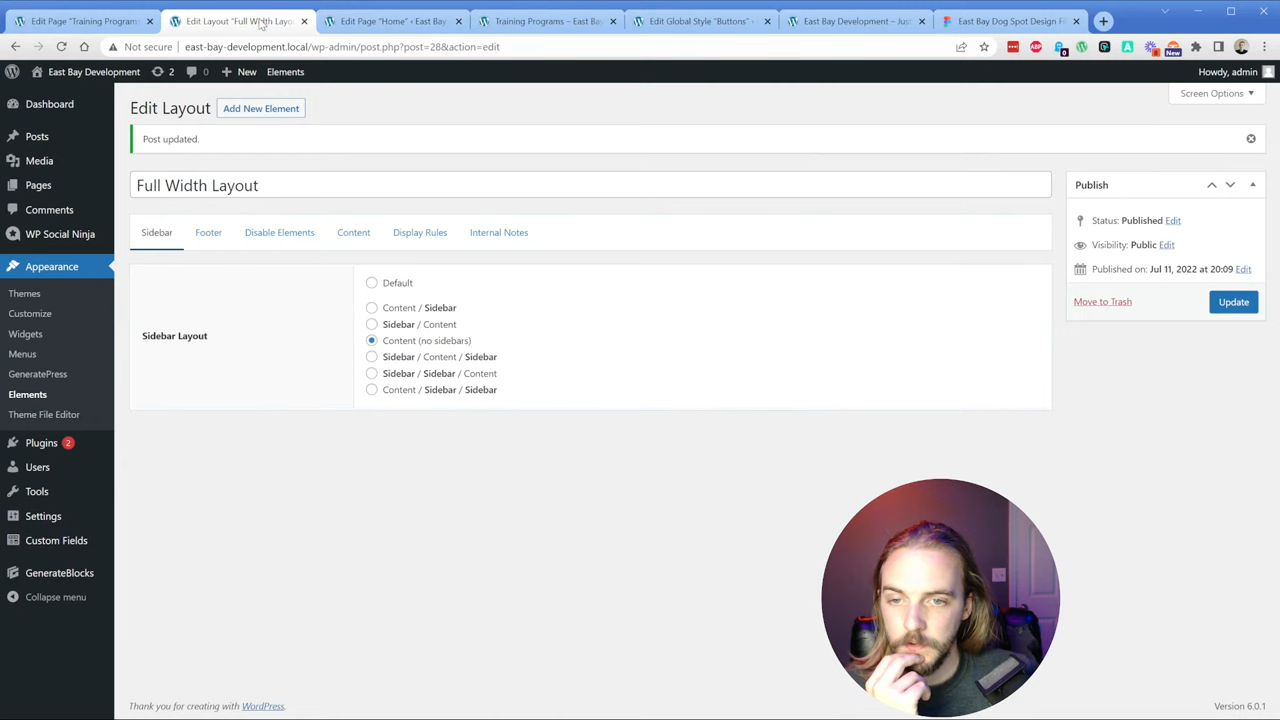 Edit Page "Training Programs
Edit Layout "Full Width Layou
Edit Page "Home" ‹ East Bay
Training Programs – East Bay
Edit Global Style "Buttons" ‹
East Bay Development – Just
East Bay Dog Spot Design Fi
Not secure
east-bay-development.local/wp-admin/post.php?post=28&action=edit
East Bay Development
2
0
New
Elements
Howdy, admin
Dashboard
Posts
Media
Pages
Comments
WP Social Ninja
Appearance
Themes
Customize
Widgets
Menus
GeneratePress
Elements
Theme File Editor
Plugins 2
Users
Tools
Settings
Custom Fields
GenerateBlocks
Collapse menu
Screen Options
Edit Layout
Add New Element
Post updated.
Full Width Layout
Sidebar
Footer
Disable Elements
Content
Display Rules
Internal Notes
Sidebar Layout
Default
Content / Sidebar
Sidebar / Content
Content (no sidebars)
Sidebar / Content / Sidebar
Sidebar / Sidebar / Content
Content / Sidebar / Sidebar
Publish
Status: Published Edit
Visibility: Public Edit
Published on: Jul 11, 2022 at 20:09 Edit
Move to Trash
Update
Thank you for creating with WordPress.
Version 6.0.1